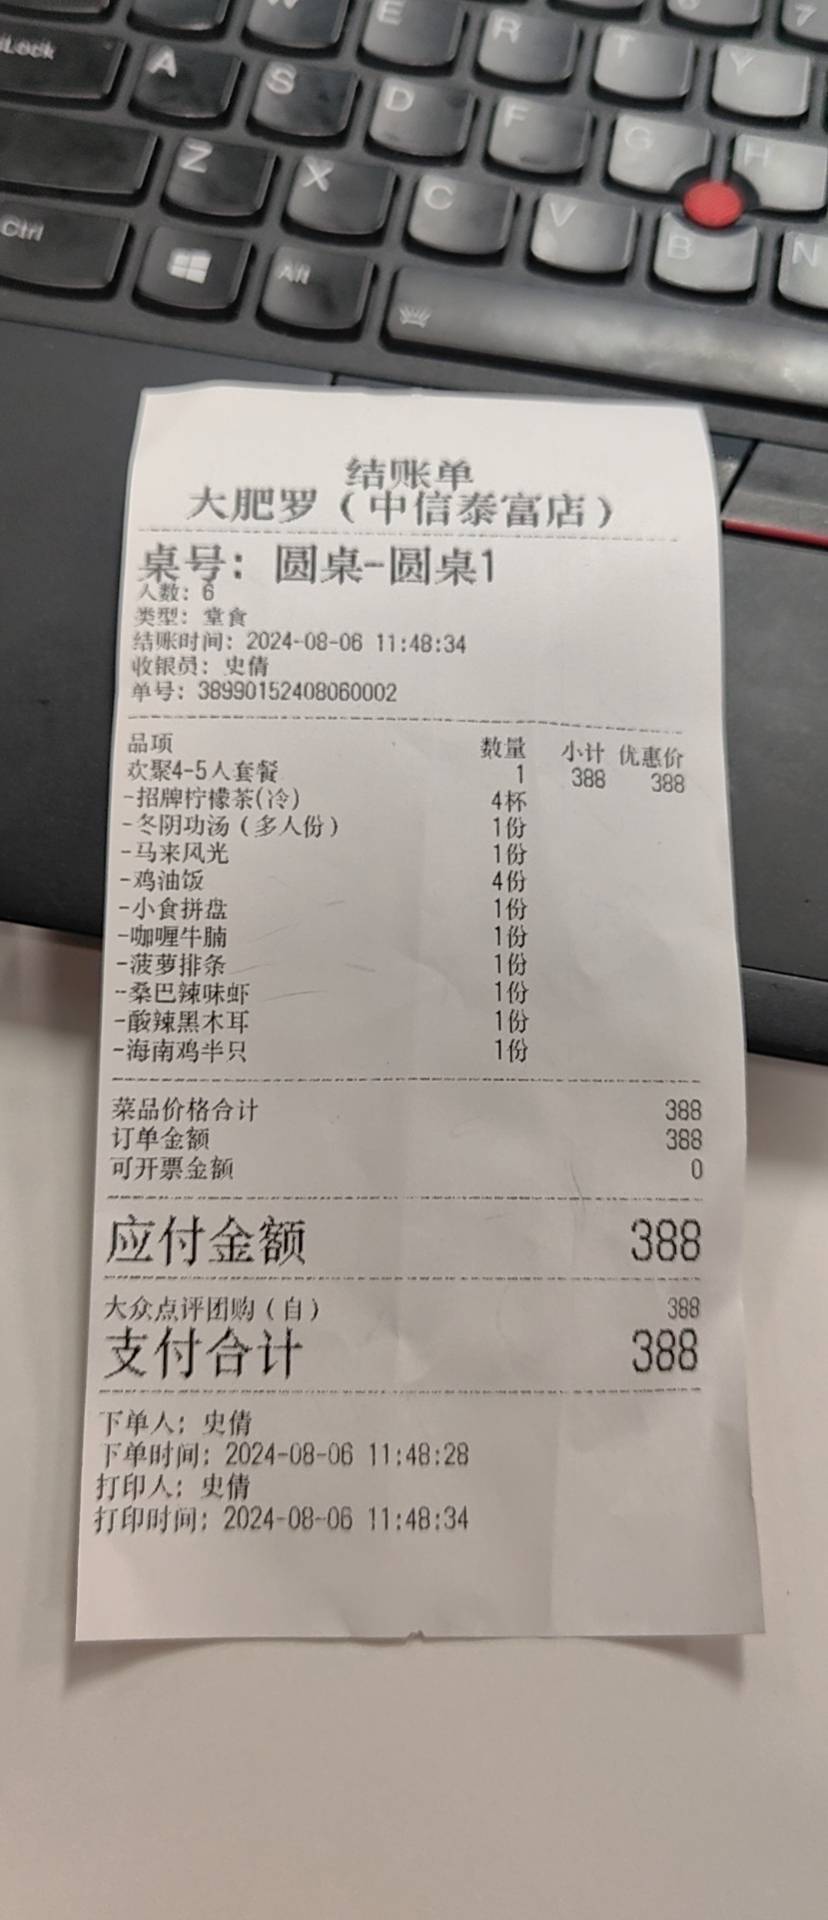 W E R T Y 7
Lock A S D F G H
Z X C V B N
Ctrl Alt
结账单
大肥罗（中信泰富店）
桌号：圆桌-圆桌1
人数：6
类型：堂食
结账时间：2024-08-06 11:48:34
收银员：史倩
单号：38990152408060002
品项 数量 小计 优惠价
欢聚4-5人套餐 1 388 388
-招牌柠檬茶(冷) 4杯
-冬阴功汤（多人份） 1份
-马来风光 1份
-鸡油饭 4份
-小食拼盘 1份
-咖喱牛腩 1份
-菠萝排条 1份
-桑巴辣味虾 1份
-酸辣黑木耳 1份
-海南鸡半只 1份
菜品价格合计 388
订单金额 388
可开票金额 0
应付金额 388
大众点评团购（自） 388
支付合计 388
下单人：史倩
下单时间：2024-08-06 11:48:28
打印人：史倩
打印时间：2024-08-06 11:48:34